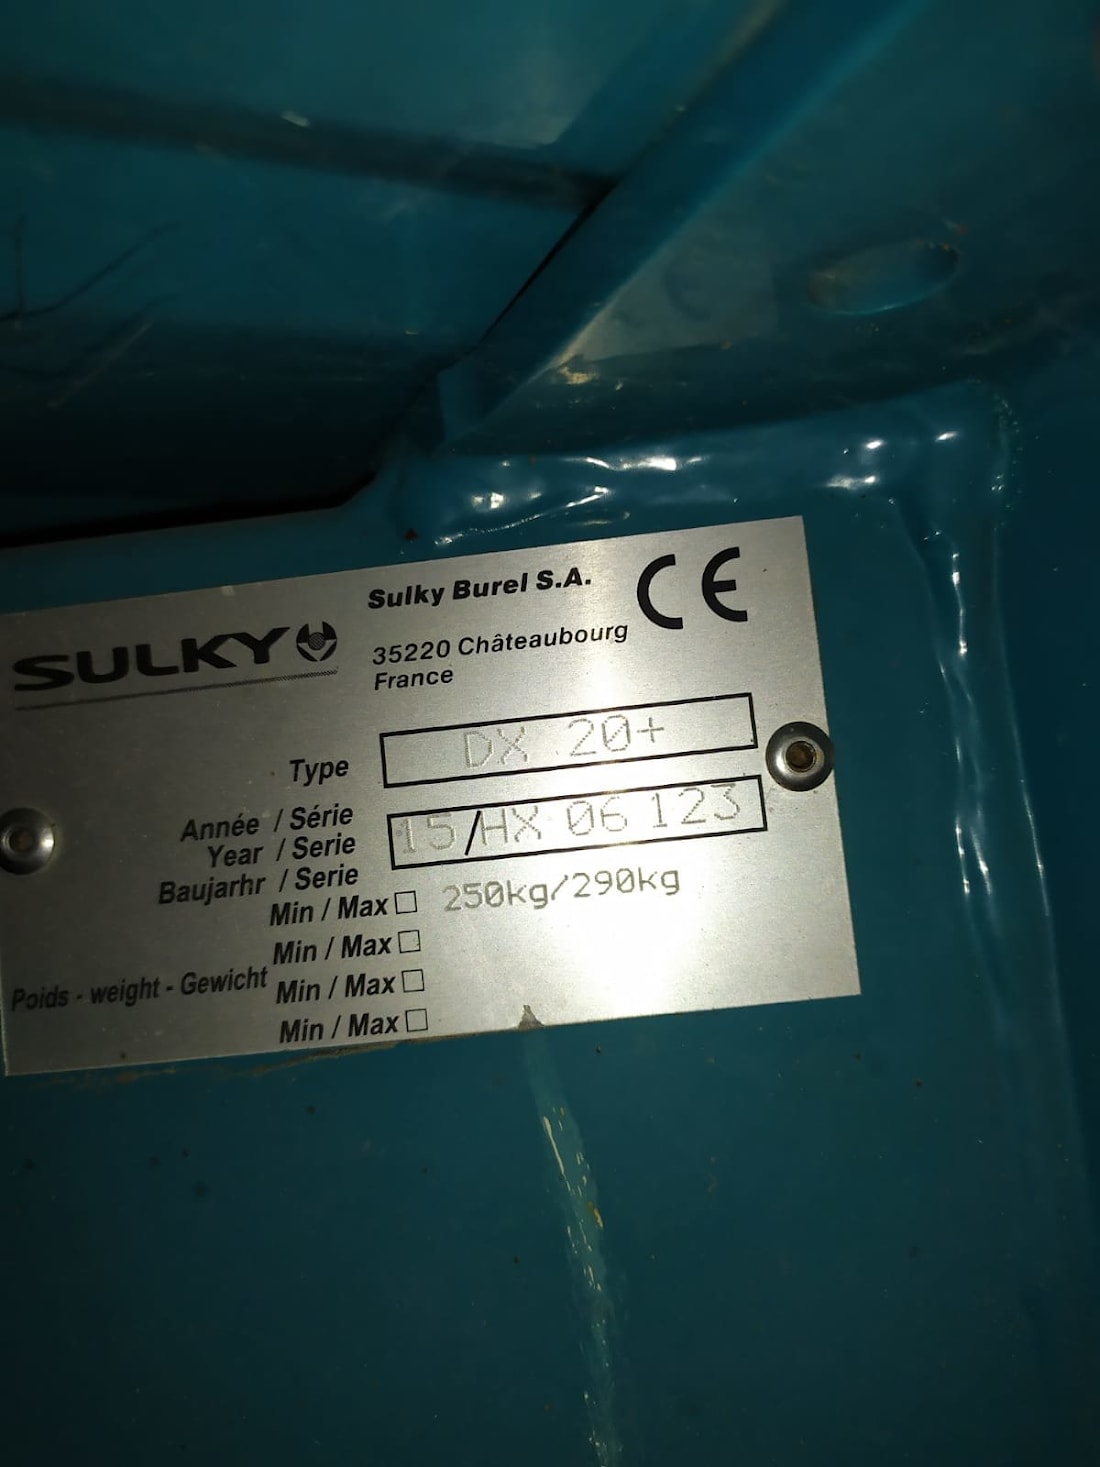 SULKY
Sulky Burel S.A.
35220 Châteaubourg
France
CE
Type DX 20+
Année / Série
Year / Serie
Baujarhr / Serie
15/HX 06 123
Min / Max 250kg/290kg
Min / Max
Poids - weight - Gewicht Min / Max
Min / Max